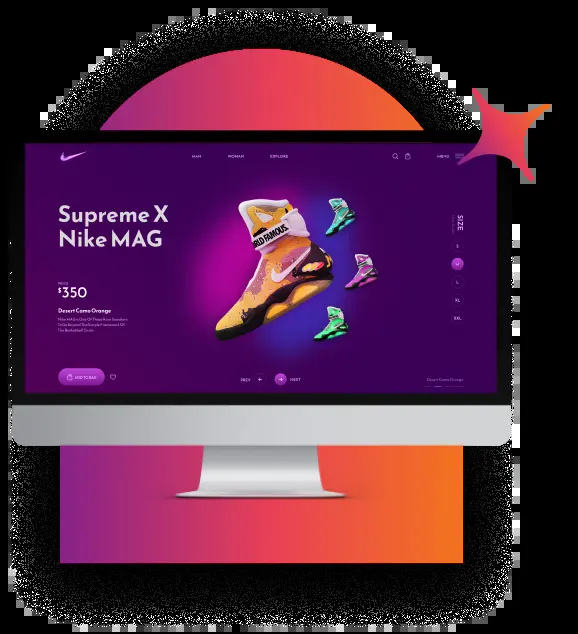 MAN
WOMAN
EXPLORE
MENU
Supreme X
Nike MAG
SIZE
S
M
L
XL
XXL
WORLD FAMOUS.
PRICE
$350
Desert Camo Orange
ADD TO BAG
PREV
NEXT
Desert Camo Orange